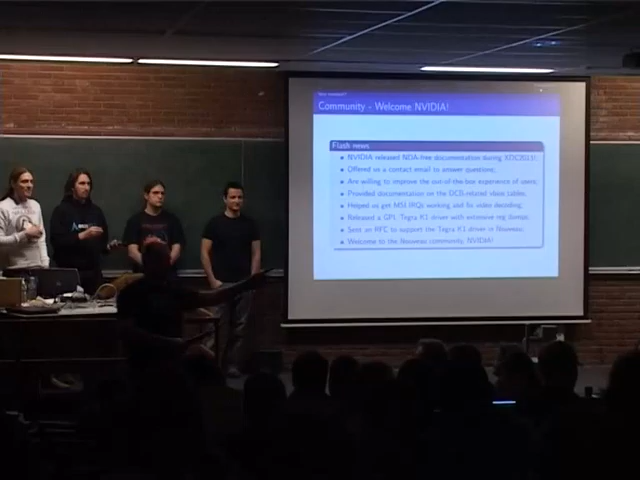 Community - Welcome NVIDIA!
Flash news
NVIDIA released NDA-free documentation during XDC2013!;
Offered us a contact email to answer questions;
Are willing to improve the out-of-the-box experience of users;
Provided documentation on the DCB-related vbios tables;
Helped us get MSI IRQs working and for video decoding;
Released a GPL Tegra K1 driver with extensive reg dumps;
Sent an RFC to support the Tegra K1 driver in Nouveau;
Welcome to the Nouveau community, NVIDIA!